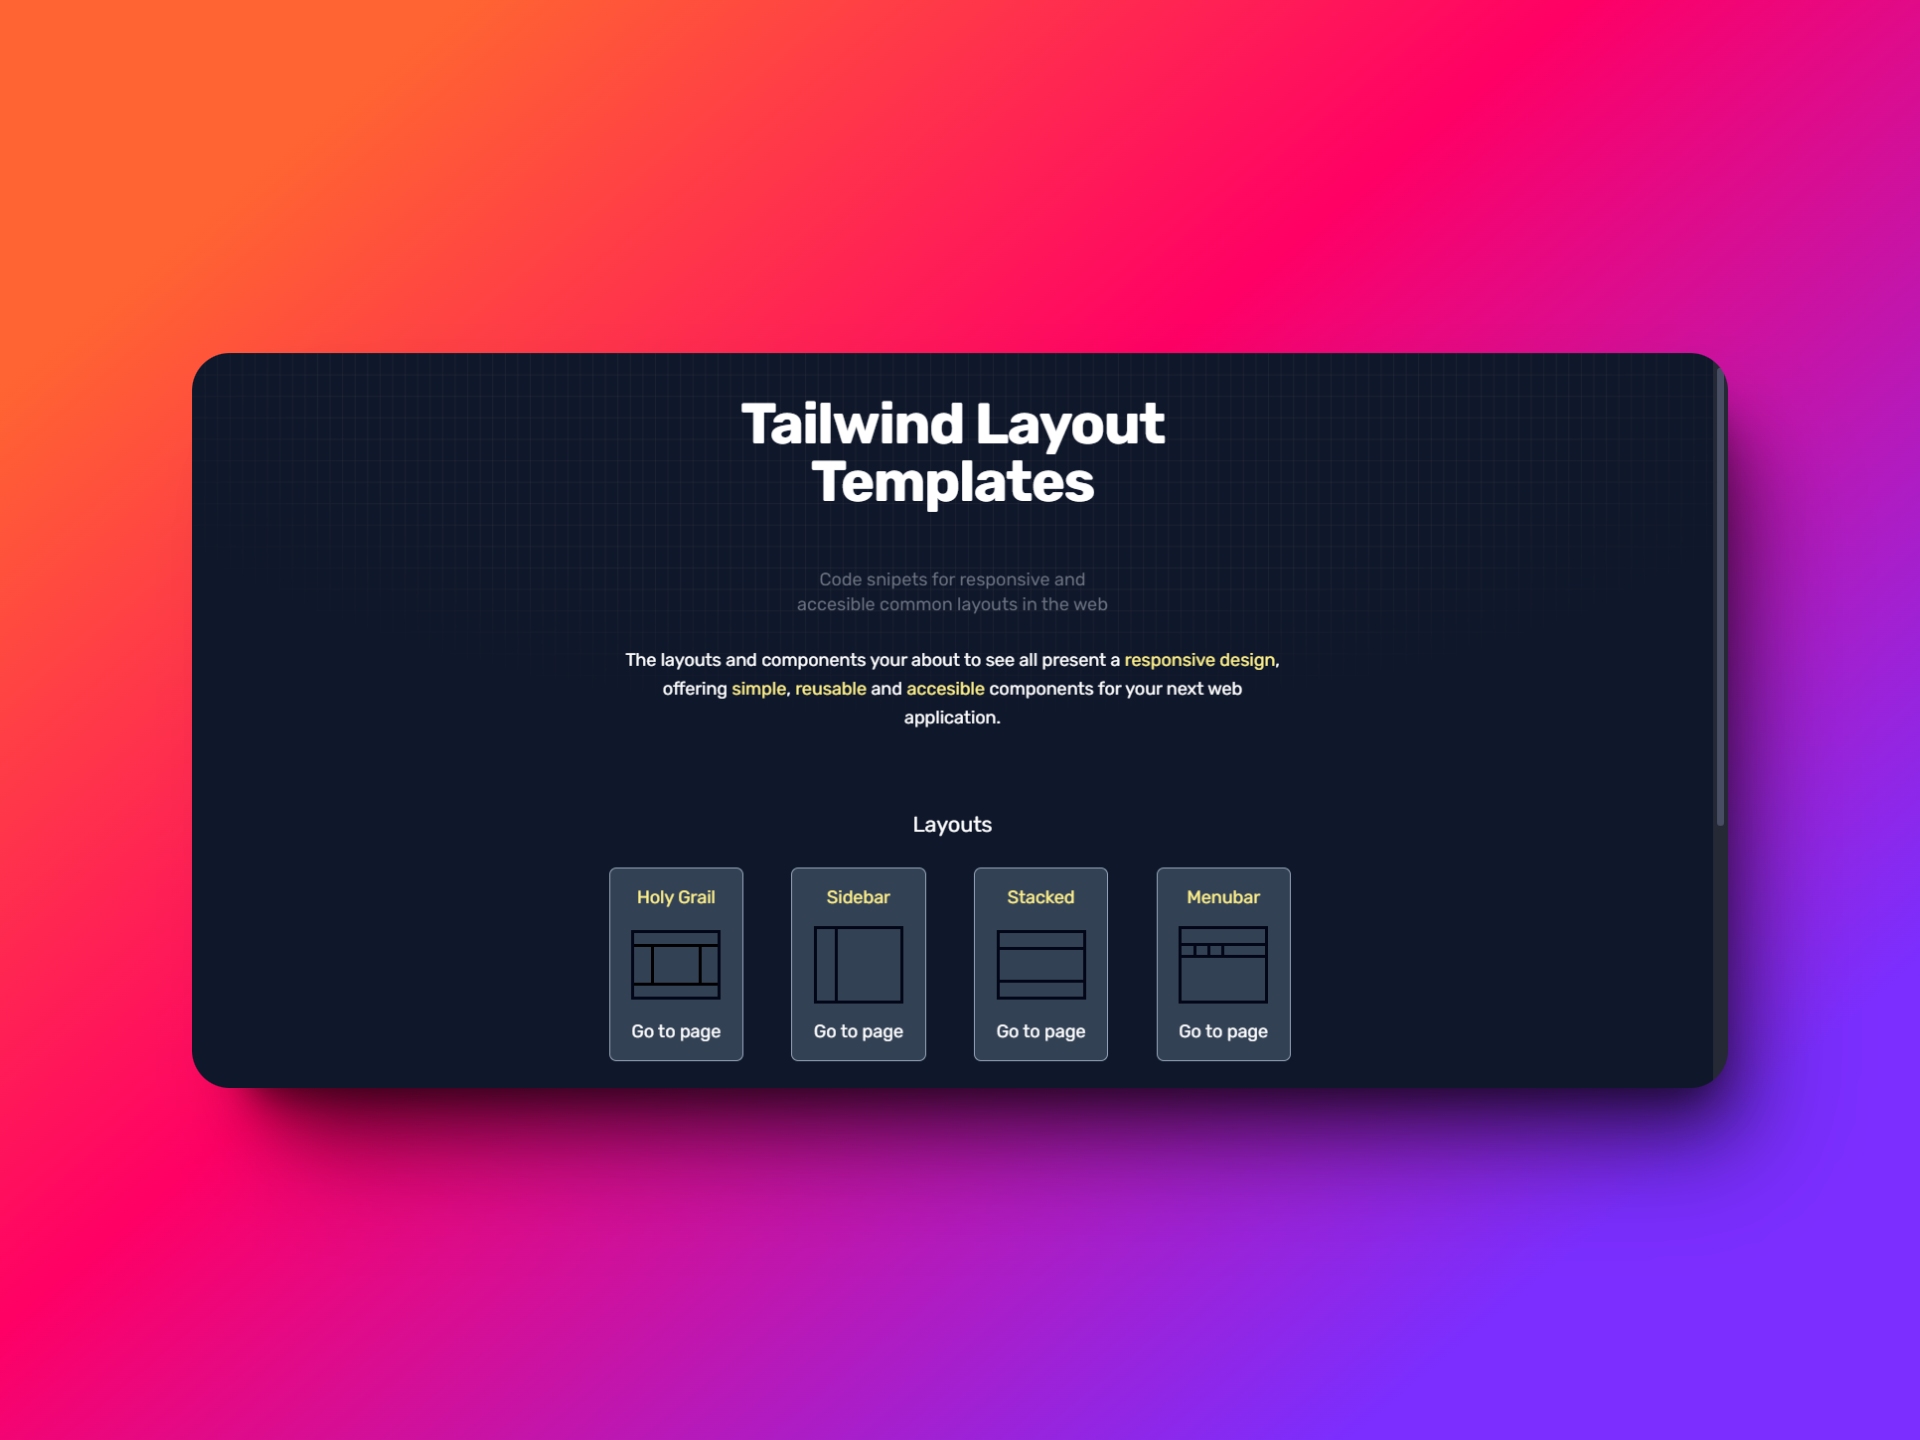 Tailwind Layout
Templates
Code snipets for responsive and
accesible common layouts in the web
The layouts and components your about to see all present a responsive design,
offering simple, reusable and accesible components for your next web
application.
Layouts
Holy Grail
Sidebar
Stacked
Menubar
Go to page
Go to page
Go to page
Go to page